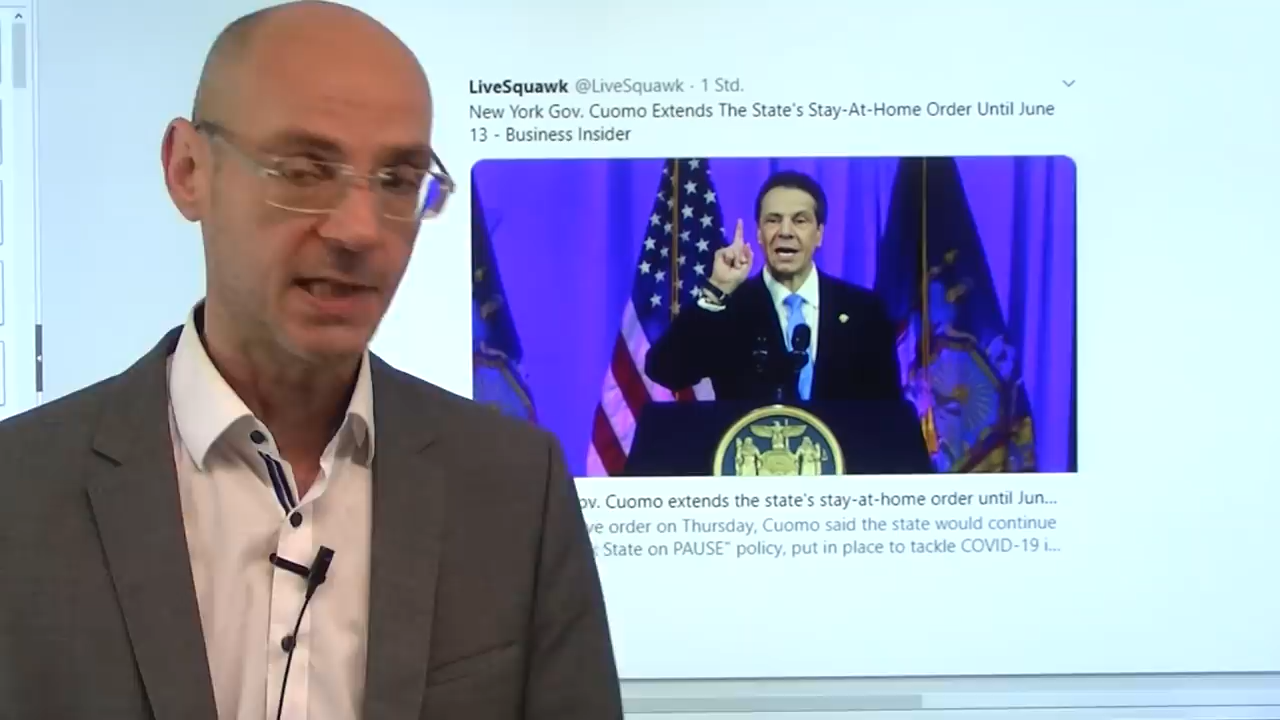 LiveSquawk @LiveSquawk · 1 Std.
New York Gov. Cuomo Extends The State's Stay-At-Home Order Until June
13 - Business Insider
ov. Cuomo extends the state's stay-at-home order until Jun...
ve order on Thursday, Cuomo said the state would continue
State on PAUSE" policy, put in place to tackle COVID-19 i...